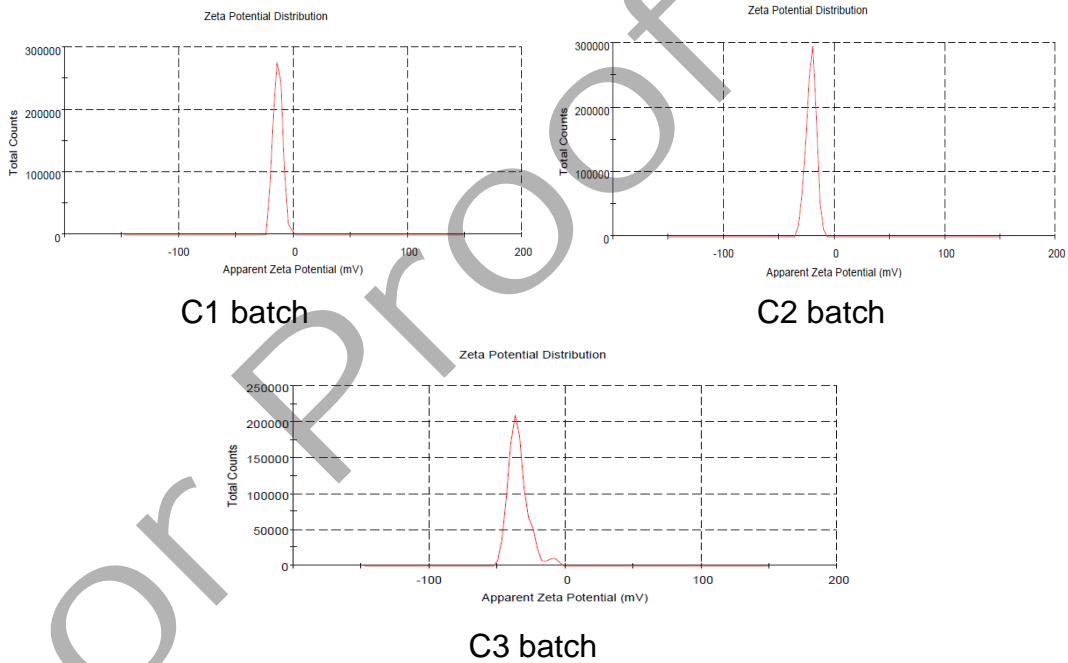 Zeta Potential Distribution
300000
200000
100000
0
Total Counts
-100
0
100
200
Apparent Zeta Potential (mV)
C1 batch
Zeta Potential Distribution
300000
200000
100000
0
Total Counts
-100
0
100
200
Apparent Zeta Potential (mV)
C2 batch
Zeta Potential Distribution
250000
200000
150000
100000
50000
0
Total Counts
-100
0
100
200
Apparent Zeta Potential (mV)
C3 batch
or Proof